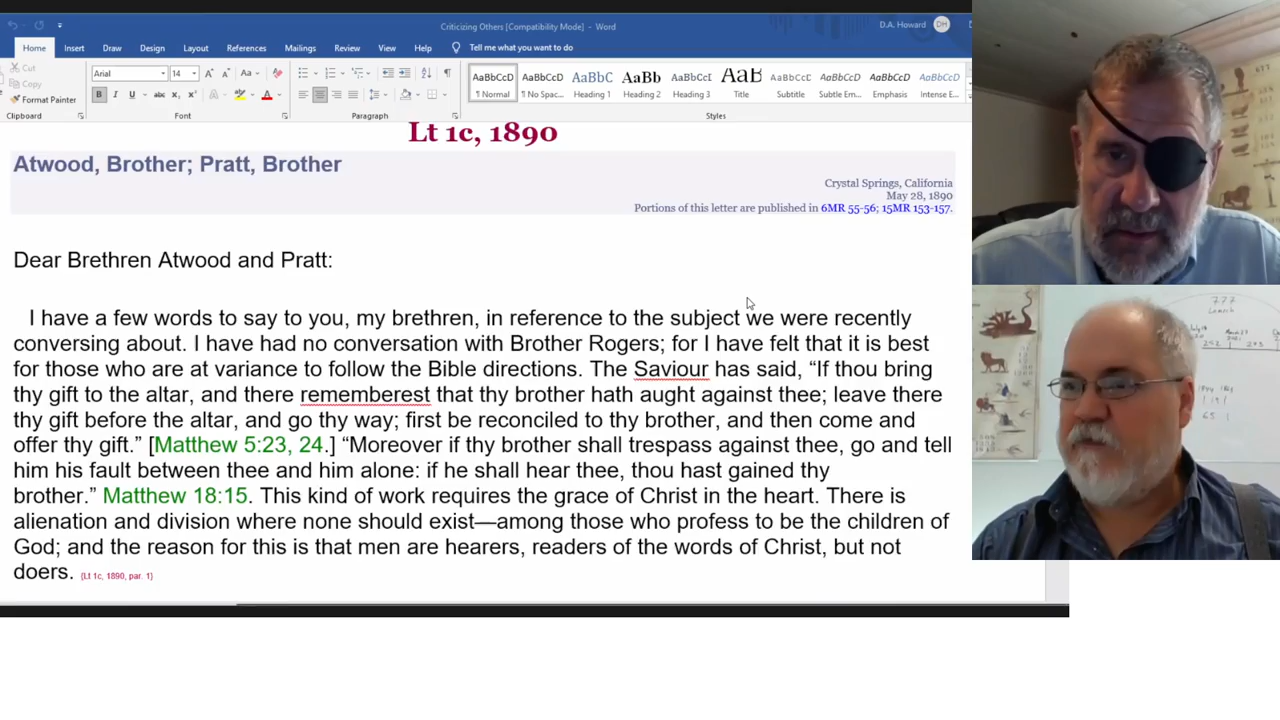 Criticizing Others [Compatibility Mode] - Word
D.A. Howard DH
Home Insert Draw Design Layout References Mailings Review View Help Tell me what you want to do
Cut
Copy
Format Painter
Arial 14
AaBbCcD AaBbCcD AaBbC AaBb AaBbCcD AaB AaBbCcD AaBbCcD AaBbCcD AaBbCcD
¶ Normal ¶ No Spac... Heading 1 Heading 2 Heading 3 Title Subtitle Subtle Em... Emphasis Intense E...
Clipboard Font Paragraph Styles
Lt 1c, 1890
Atwood, Brother; Pratt, Brother
Crystal Springs, California
May 28, 1890
Portions of this letter are published in 6MR 55-56; 15MR 153-157.
Dear Brethren Atwood and Pratt:
I have a few words to say to you, my brethren, in reference to the subject we were recently
conversing about. I have had no conversation with Brother Rogers; for I have felt that it is best
for those who are at variance to follow the Bible directions. The Saviour has said, “If thou bring
thy gift to the altar, and there rememberest that thy brother hath aught against thee; leave there
thy gift before the altar, and go thy way; first be reconciled to thy brother, and then come and
offer thy gift.” [Matthew 5:23, 24.] “Moreover if thy brother shall trespass against thee, go and tell
him his fault between thee and him alone: if he shall hear thee, thou hast gained thy
brother.” Matthew 18:15. This kind of work requires the grace of Christ in the heart. There is
alienation and division where none should exist—among those who profess to be the children of
God; and the reason for this is that men are hearers, readers of the words of Christ, but not
doers. {Lt 1c, 1890, par. 1}
777